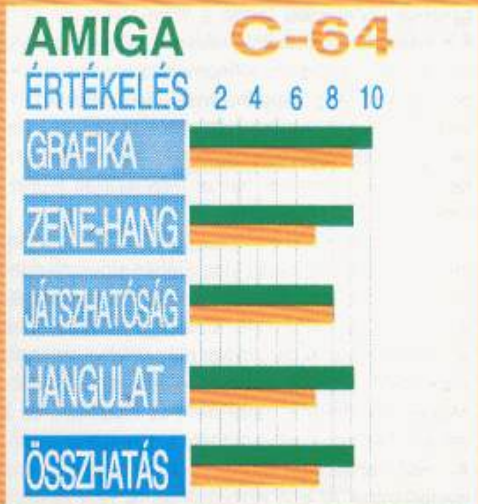 AMIGA C-64
ÉRTÉKELÉS 2 4 6 8 10
GRAFIKA
ZENE-HANG
JÁTSZHATÓSÁG
HANGULAT
ÖSSZHATÁS